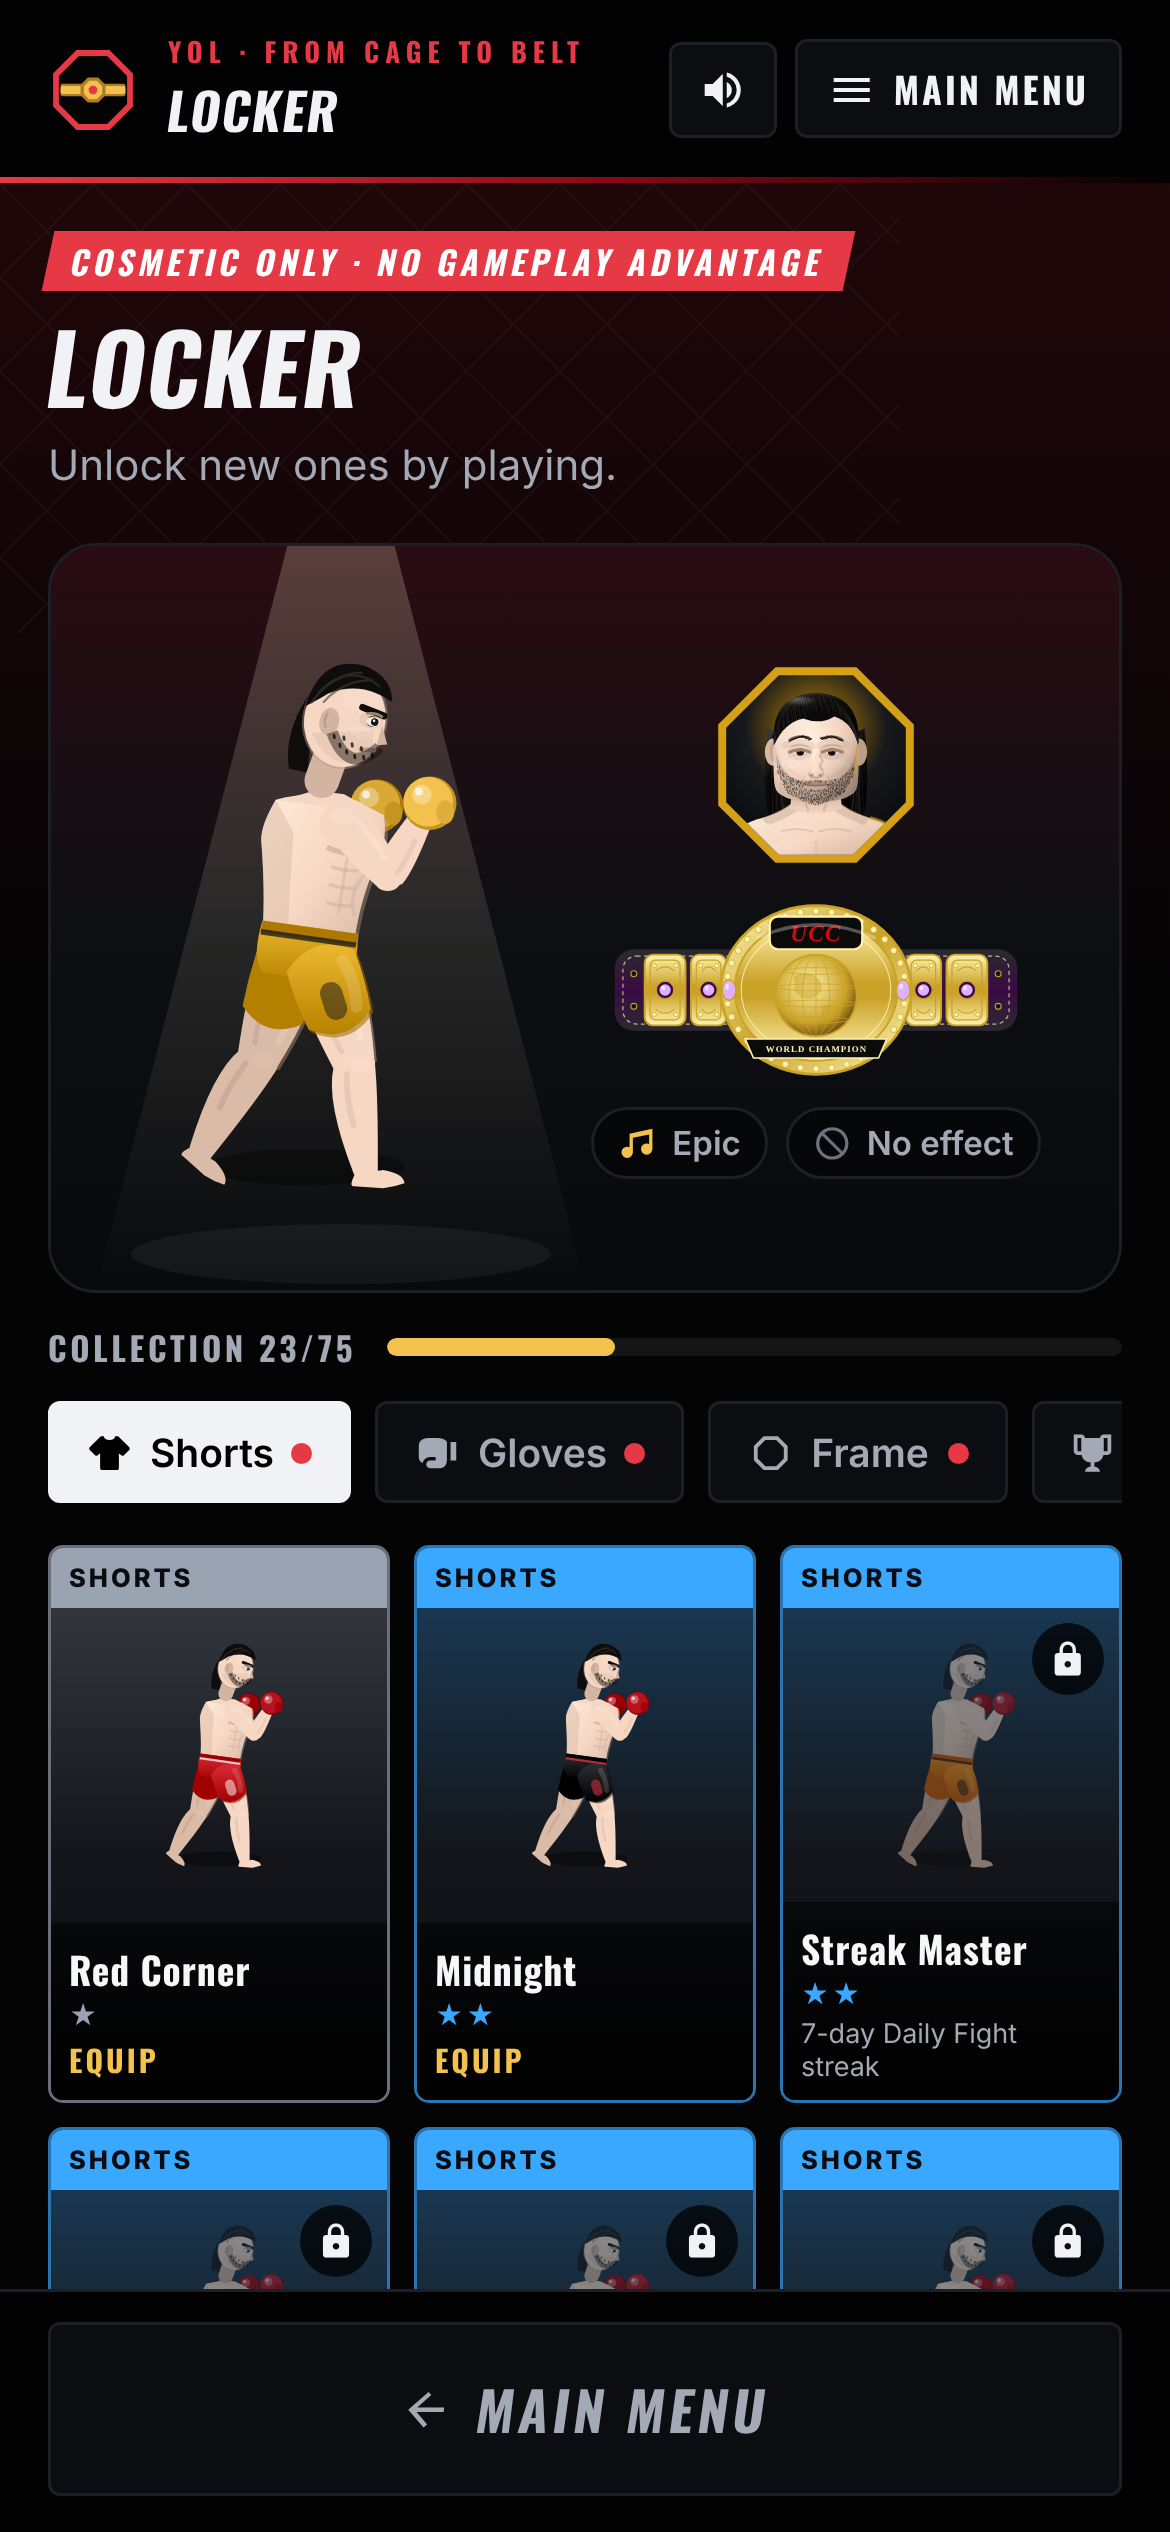 YOL · FROM CAGE TO BELT
LOCKER
MAIN MENU
COSMETIC ONLY · NO GAMEPLAY ADVANTAGE
LOCKER
Unlock new ones by playing.
UCC
WORLD CHAMPION
Epic
No effect
COLLECTION 23/75
Shorts
Gloves
Frame
SHORTS
SHORTS
SHORTS
Red Corner
EQUIP
Midnight
EQUIP
Streak Master
7-day Daily Fight
streak
SHORTS
SHORTS
SHORTS
MAIN MENU